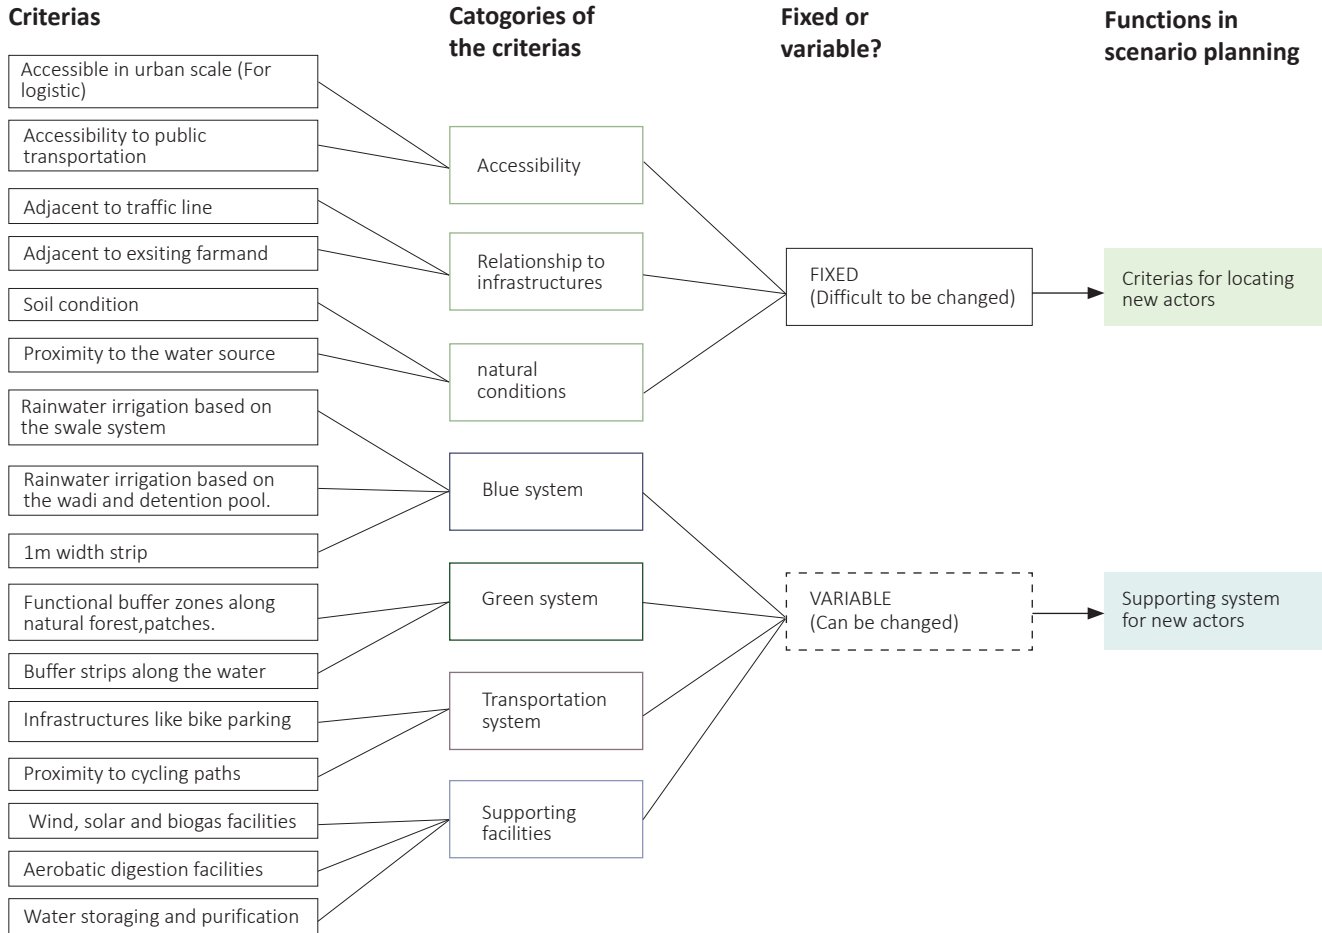 Criterias
Catogories of
the criterias
Fixed or
variable?
Functions in
scenario planning
Accessible in urban scale (For
logistic)
Accessibility to public
transportation
Adjacent to traffic line
Adjacent to exsiting farmand
Soil condition
Proximity to the water source
Rainwater irrigation based on
the swale system
Rainwater irrigation based on
the wadi and detention pool.
1m width strip
Functional buffer zones along
natural forest,patches.
Buffer strips along the water
Infrastructures like bike parking
Proximity to cycling paths
Wind, solar and biogas facilities
Aerobatic digestion facilities
Water storaging and purification
Accessibility
Relationship to
infrastructures
natural
conditions
Blue system
Green system
Transportation
system
Supporting
facilities
FIXED
(Difficult to be changed)
VARIABLE
(Can be changed)
Criterias for locating
new actors
Supporting system
for new actors